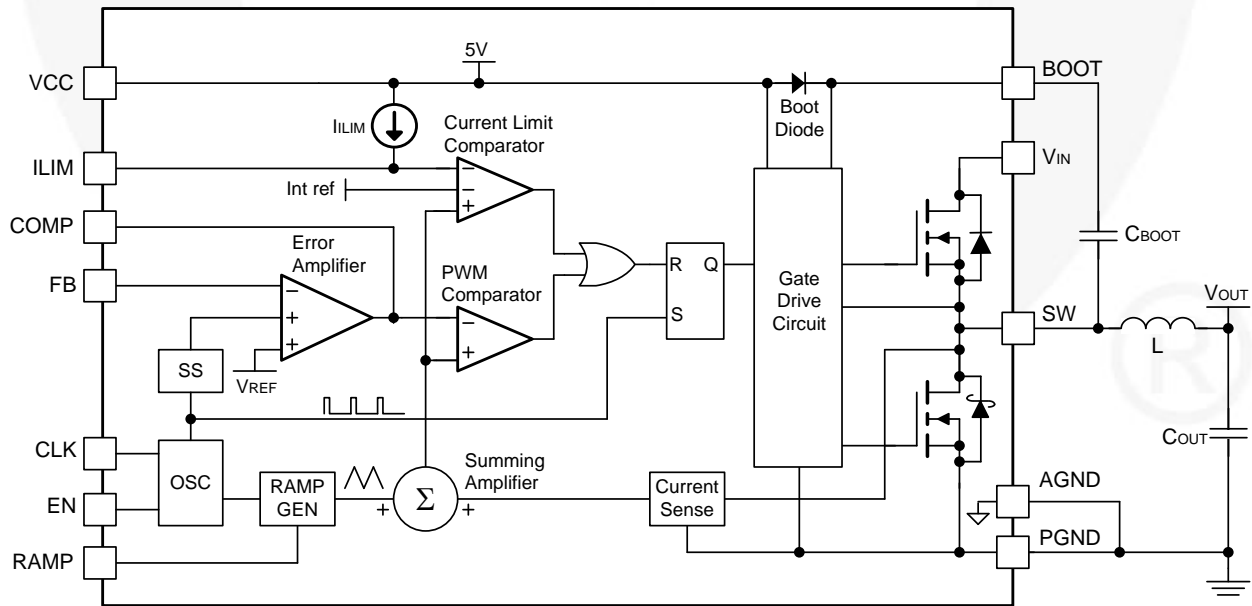 5V
VCC
BOOT
Boot
Diode
IILIM
Current Limit
Comparator
VIN
ILIM
Int ref
COMP
CBOOT
Error
Amplifier
PWM
Comparator
R Q
S
Gate
Drive
Circuit
FB
VOUT
SW
L
SS
VREF
COUT
CLK
OSC
EN
RAMP
GEN
Σ
Summing
Amplifier
Current
Sense
AGND
PGND
RAMP
®